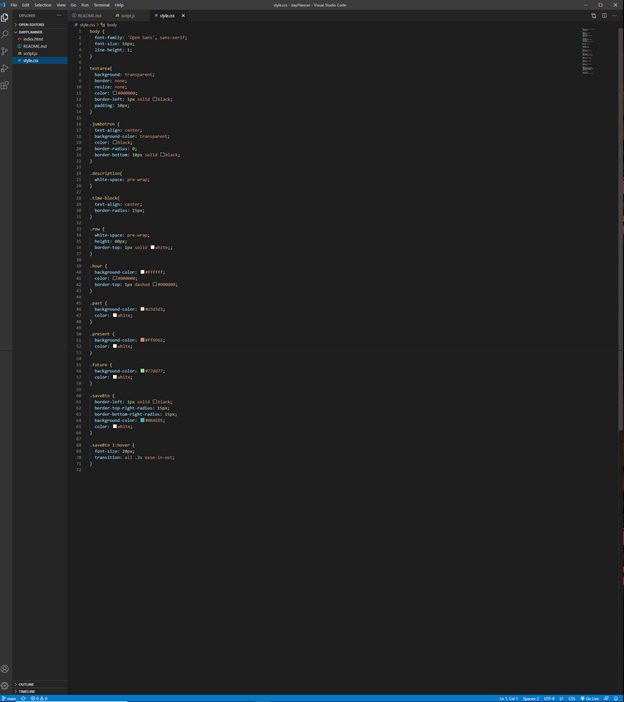 File Edit Selection View Go Run Terminal Help
style.css - dayPlanner - Visual Studio Code
EXPLORER
README.md
script.js
style.css
OPEN EDITORS
DAYPLANNER
index.html
README.md
script.js
style.css
style.css > body
1 body {
2 font-family: 'Open Sans', sans-serif;
3 font-size: 16px;
4 line-height: 1;
5 }
6
7 textarea{
8 background: transparent;
9 border: none;
10 resize: none;
11 color: #000000;
12 border-left: 1px solid black;
13 padding: 10px;
14 }
15
16 .jumbotron {
17 text-align: center;
18 background-color: transparent;
19 color: black;
20 border-radius: 0;
21 border-bottom: 10px solid black;
22 }
23
24 .description{
25 white-space: pre-wrap;
26 }
27
28 .time-block{
29 text-align: center;
30 border-radius: 15px;
31 }
32
33 .row {
34 white-space: pre-wrap;
35 height: 80px;
36 border-top: 1px solid white;;
37 }
38
39 .hour {
40 background-color: #ffffff;
41 color: #000000;
42 border-top: 1px dashed #000000;
43 }
44
45 .past {
46 background-color: #d3d3d3;
47 color: white;
48 }
49
50 .present {
51 background-color:
52 color: white;
53 }
54
55 .future {
56 background-color: #77dd77;
57 color: white;
58 }
59
60 .saveBtn {
61 border-left: 1px solid black;
62 border-top-right-radius: 15px;
63 border-bottom-right-radius: 15px;
64 background-color:
65 color: white;
66 }
67
68 .saveBtn i:hover {
69 font-size: 20px;
70 transition: all .3s ease-in-out;
71 }
72
OUTLINE
TIMELINE
main
0 0
Ln 1, Col 1 Spaces: 2 UTF-8 LF CSS Go Live